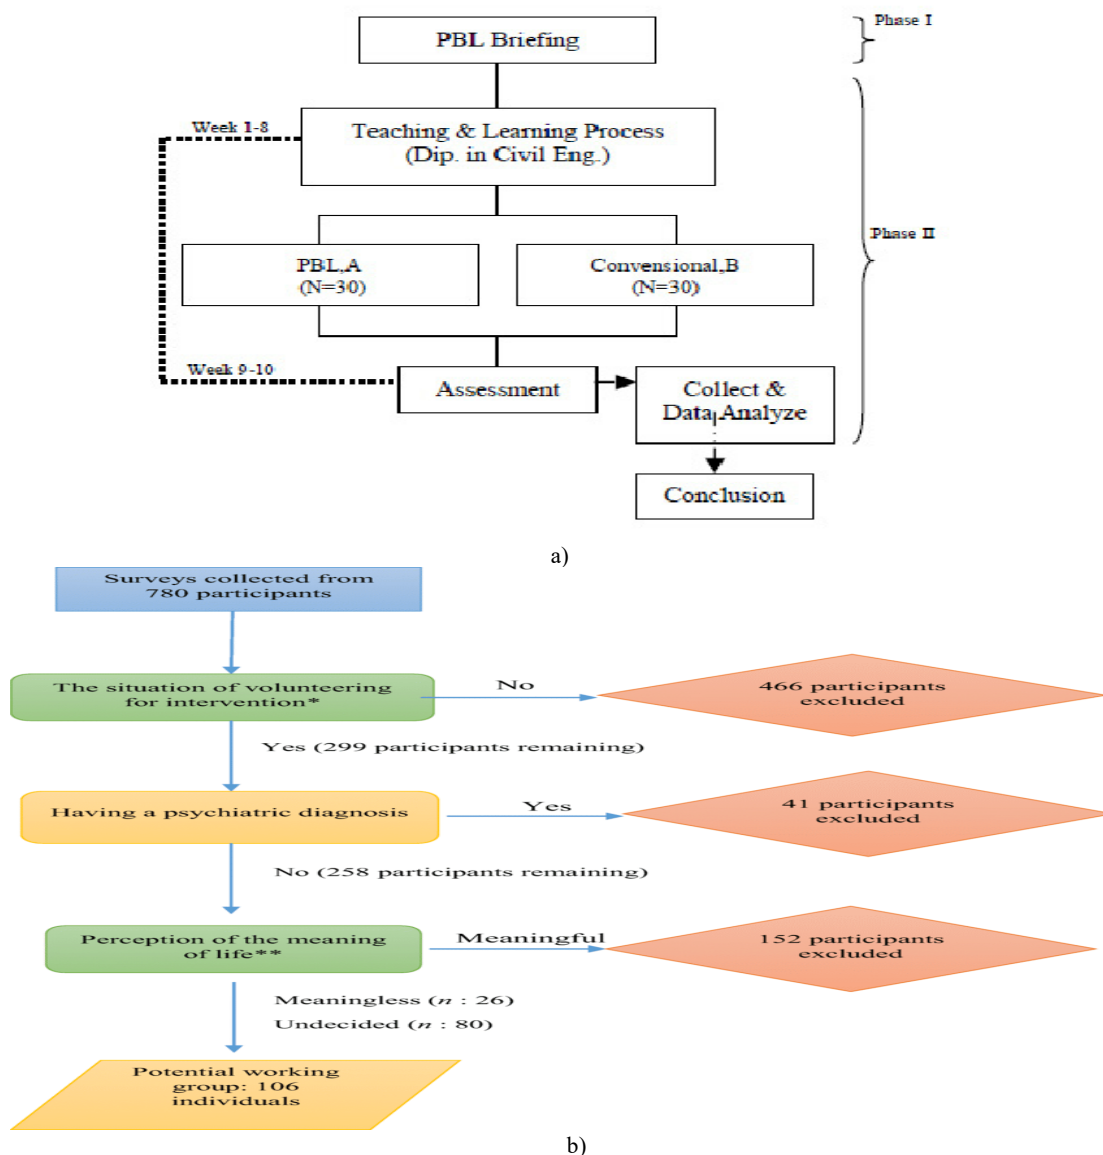 PBL Briefing
Phase I
Week 1-8
Teaching & Learning Process
(Dip. in Civil Eng.)
Phase II
PBL,A
(N=30)
Convensional,B
(N=30)
Week 9-10
Assessment
Collect &
Data Analyze
Conclusion
a)
Surveys collected from
780 participants
The situation of volunteering
for intervention*
No
466 participants
excluded
Yes (299 participants remaining)
Having a psychiatric diagnosis
Yes
41 participants
excluded
No (258 participants remaining)
Perception of the meaning
of life**
Meaningful
152 participants
excluded
Meaningless (n : 26)
Undecided (n : 80)
Potential working
group: 106
individuals
b)